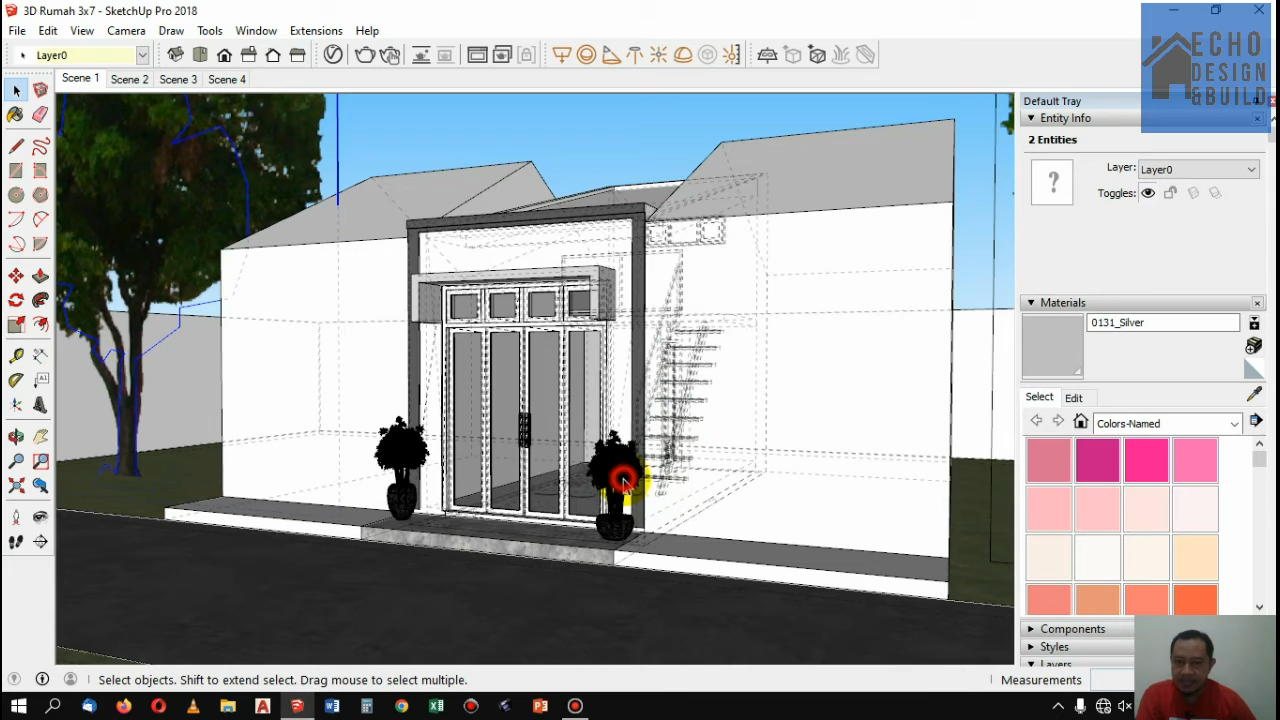 3D Rumah 3x7 - SketchUp Pro 2018
File Edit View Camera Draw Tools Window Extensions Help
Layer0
Scene 1 Scene 2 Scene 3 Scene 4
ECHO
DESIGN
&BUILD
Default Tray
Entity Info
2 Entities
Layer: Layer0
Toggles:
Materials
0131_Silver
Select Edit
Colors-Named
Components
Styles
Layers
Select objects. Shift to extend select. Drag mouse to select multiple.
Measurements